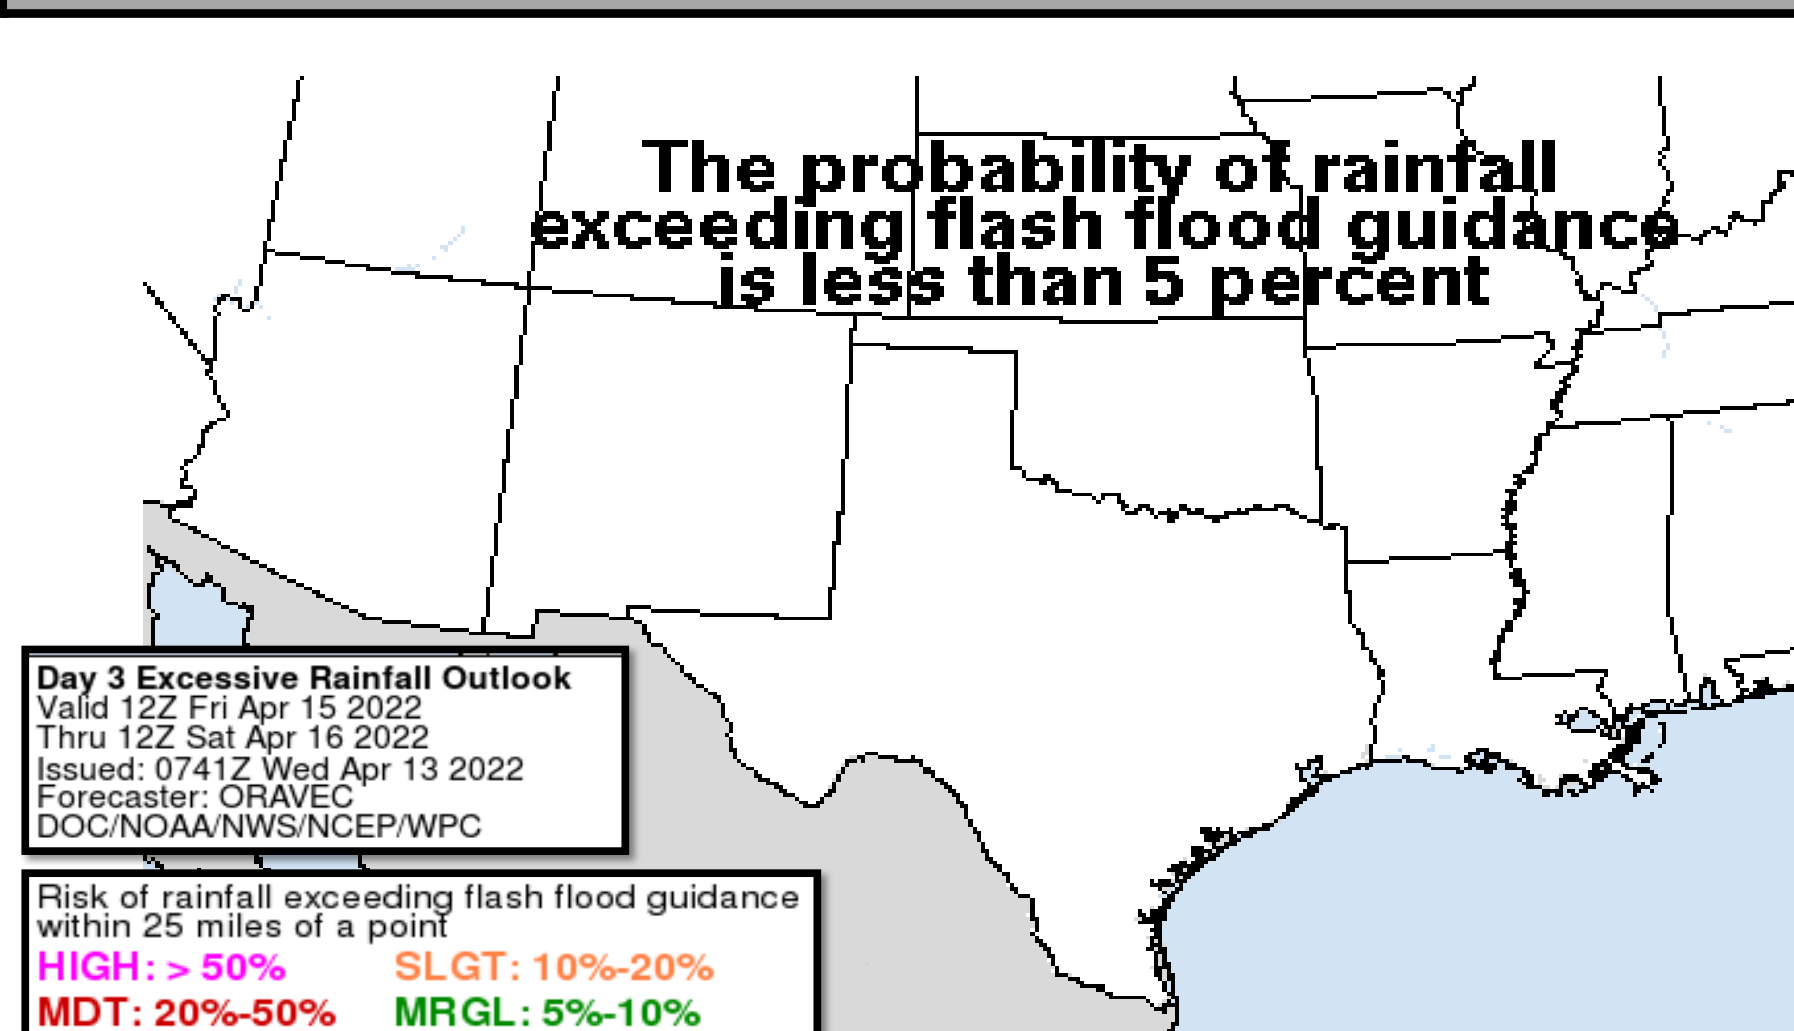 The probability of rainfall
exceeding flash flood guidance
is less than 5 percent
Day 3 Excessive Rainfall Outlook
Valid 12Z Fri Apr 15 2022
Thru 12Z Sat Apr 16 2022
Issued: 0741Z Wed Apr 13 2022
Forecaster: ORAVEC
DOC/NOAA/NWS/NCEP/WPC
Risk of rainfall exceeding flash flood guidance
within 25 miles of a point
HIGH: > 50% SLGT: 10%-20%
MDT: 20%-50% MRGL: 5%-10%